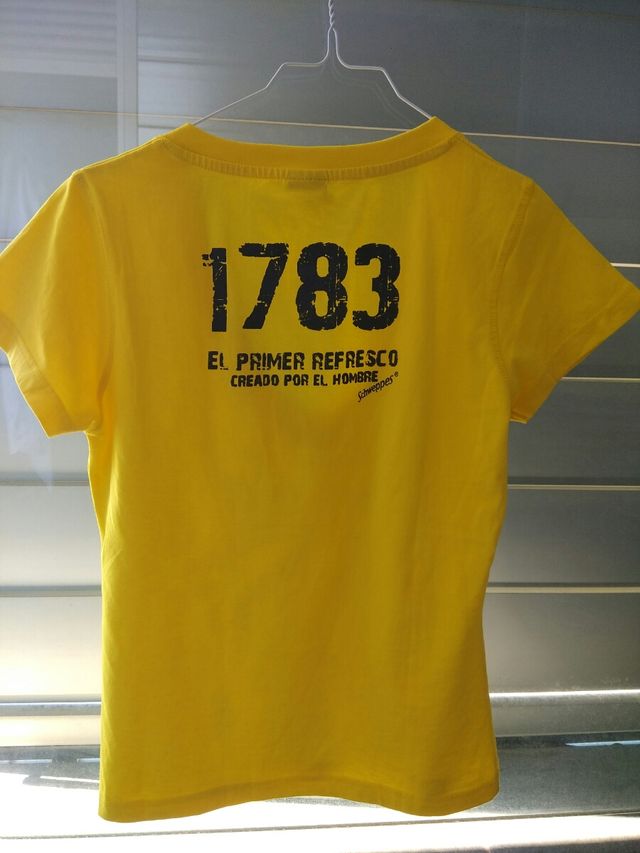 1783
EL PRIMER REFRESCO
CREADO POR EL HOMBRE
Schweppes®